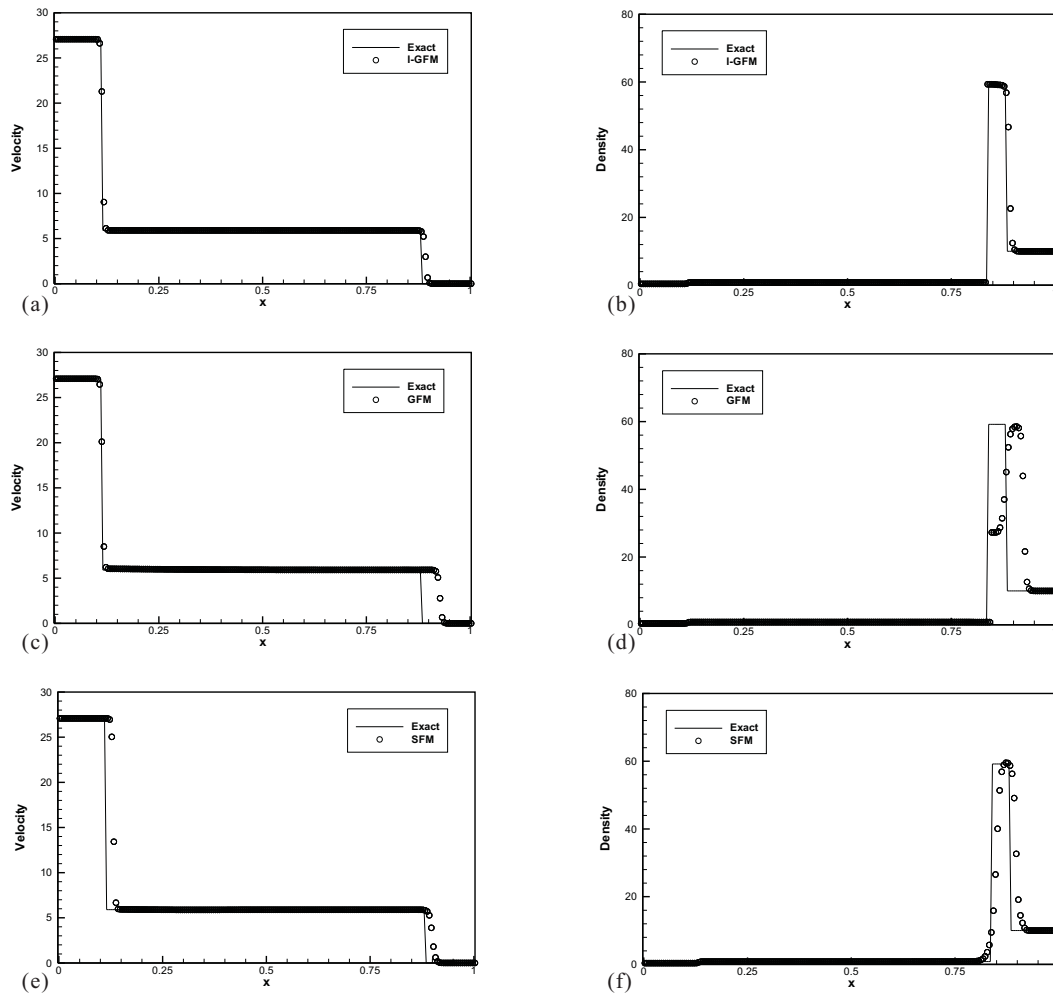 30
25
20
15
10
5
0
Velocity
Exact
I-GFM
0
0.25
0.5
0.75
1
x
(a)
80
60
40
20
0
Density
Exact
I-GFM
0
0.25
0.5
0.75
x
(b)
30
25
20
15
10
5
0
Velocity
Exact
GFM
0
0.25
0.5
0.75
1
x
(c)
80
60
40
20
0
Density
Exact
GFM
0
0.25
0.5
0.75
x
(d)
30
25
20
15
10
5
0
Velocity
Exact
SFM
0
0.25
0.5
0.75
1
x
(e)
80
60
40
20
0
Density
Exact
SFM
0
0.25
0.5
0.75
x
(f)